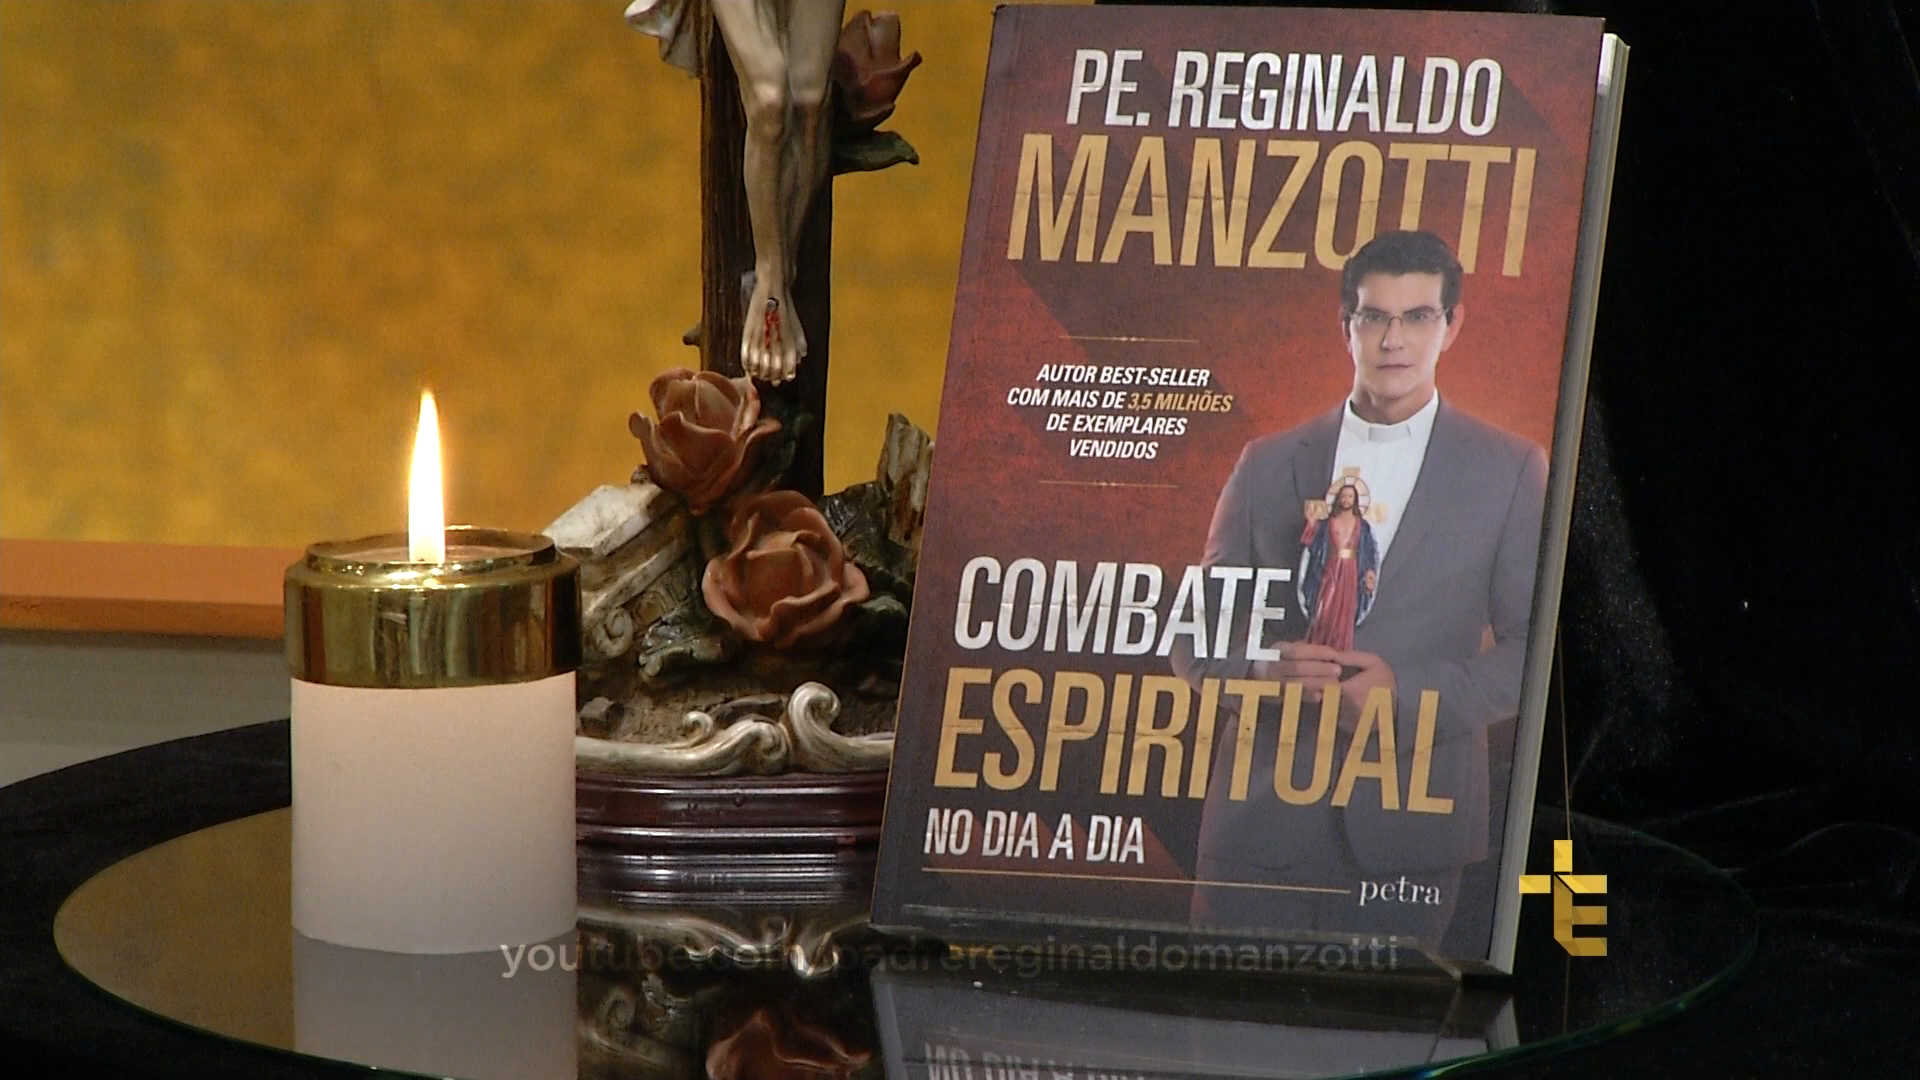 PE. REGINALDO
MANZOTTI
AUTOR BEST-SELLER
COM MAIS DE 3,5 MILHÕES
DE EXEMPLARES
VENDIDOS
COMBATE
ESPIRITUAL
NO DIA A DIA
petra
youtube.com/padrereginaldomanzotti